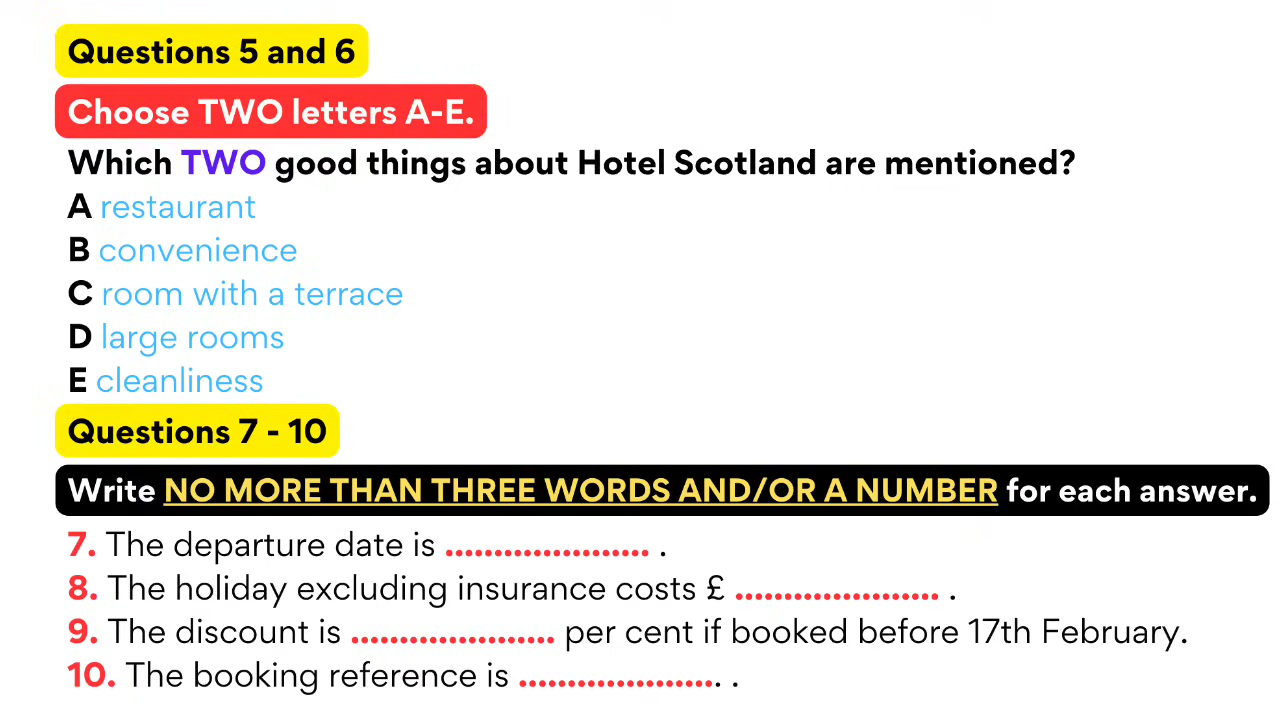 Questions 5 and 6
Choose TWO letters A-E.
Which TWO good things about Hotel Scotland are mentioned?
A restaurant
B convenience
C room with a terrace
D large rooms
E cleanliness
Questions 7 - 10
Write NO MORE THAN THREE WORDS AND/OR A NUMBER for each answer.
7. The departure date is ..................... .
8. The holiday excluding insurance costs £ ..................... .
9. The discount is ..................... per cent if booked before 17th February.
10. The booking reference is ..................... .